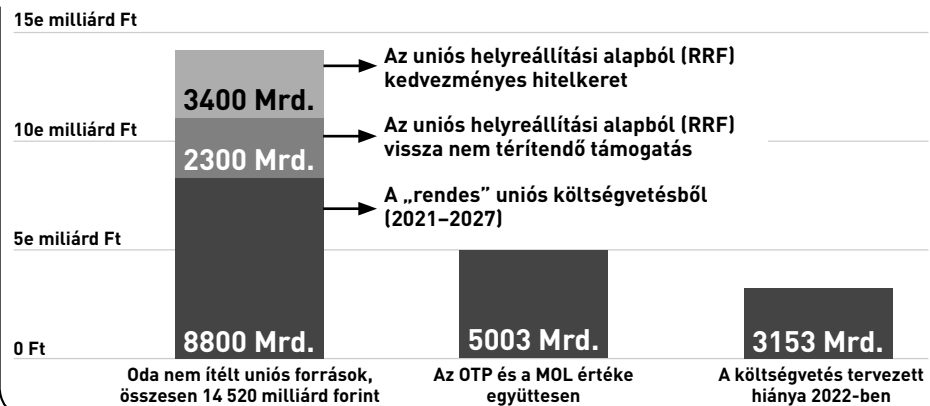 15e milliárd Ft
Az uniós helyreállítási alapból (RRF)
kedvezményes hitelkeret
3400 Mrd.
10e milliárd Ft
Az uniós helyreállítási alapból (RRF)
vissza nem térítendő támogatás
2300 Mrd.
A „rendes” uniós költségvetésből
(2021–2027)
5e miliárd Ft
8800 Mrd.
5003 Mrd.
3153 Mrd.
0 Ft
Oda nem ítélt uniós források,
összesen 14 520 milliárd forint
Az OTP és a MOL értéke
együttesen
A költségvetés tervezett
hiánya 2022-ben